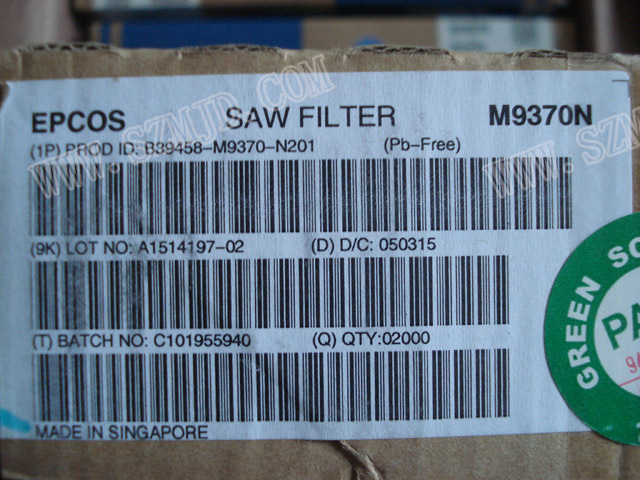 EPCOS SAW FILTER M9370N
(1P) PROD ID: B39458-M9370-N201 (Pb-Free)
(9K) LOT NO: A1514197-02 (D) D/C: 050315
(T) BATCH NO: C101955940 (Q) QTY:02000
MADE IN SINGAPORE
GREEN
WWW.SZMJD.COM